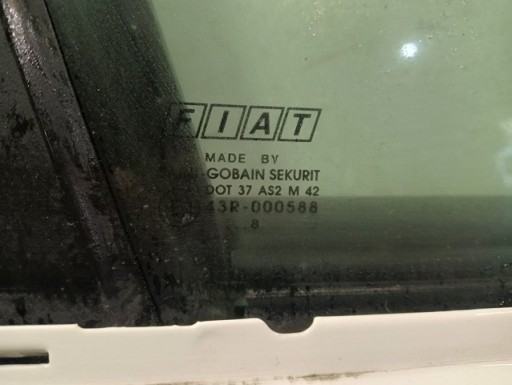 FIAT
MADE BY
-GOBAIN SEKURIT
DOT 37 AS2 M 42
43R-000588
8